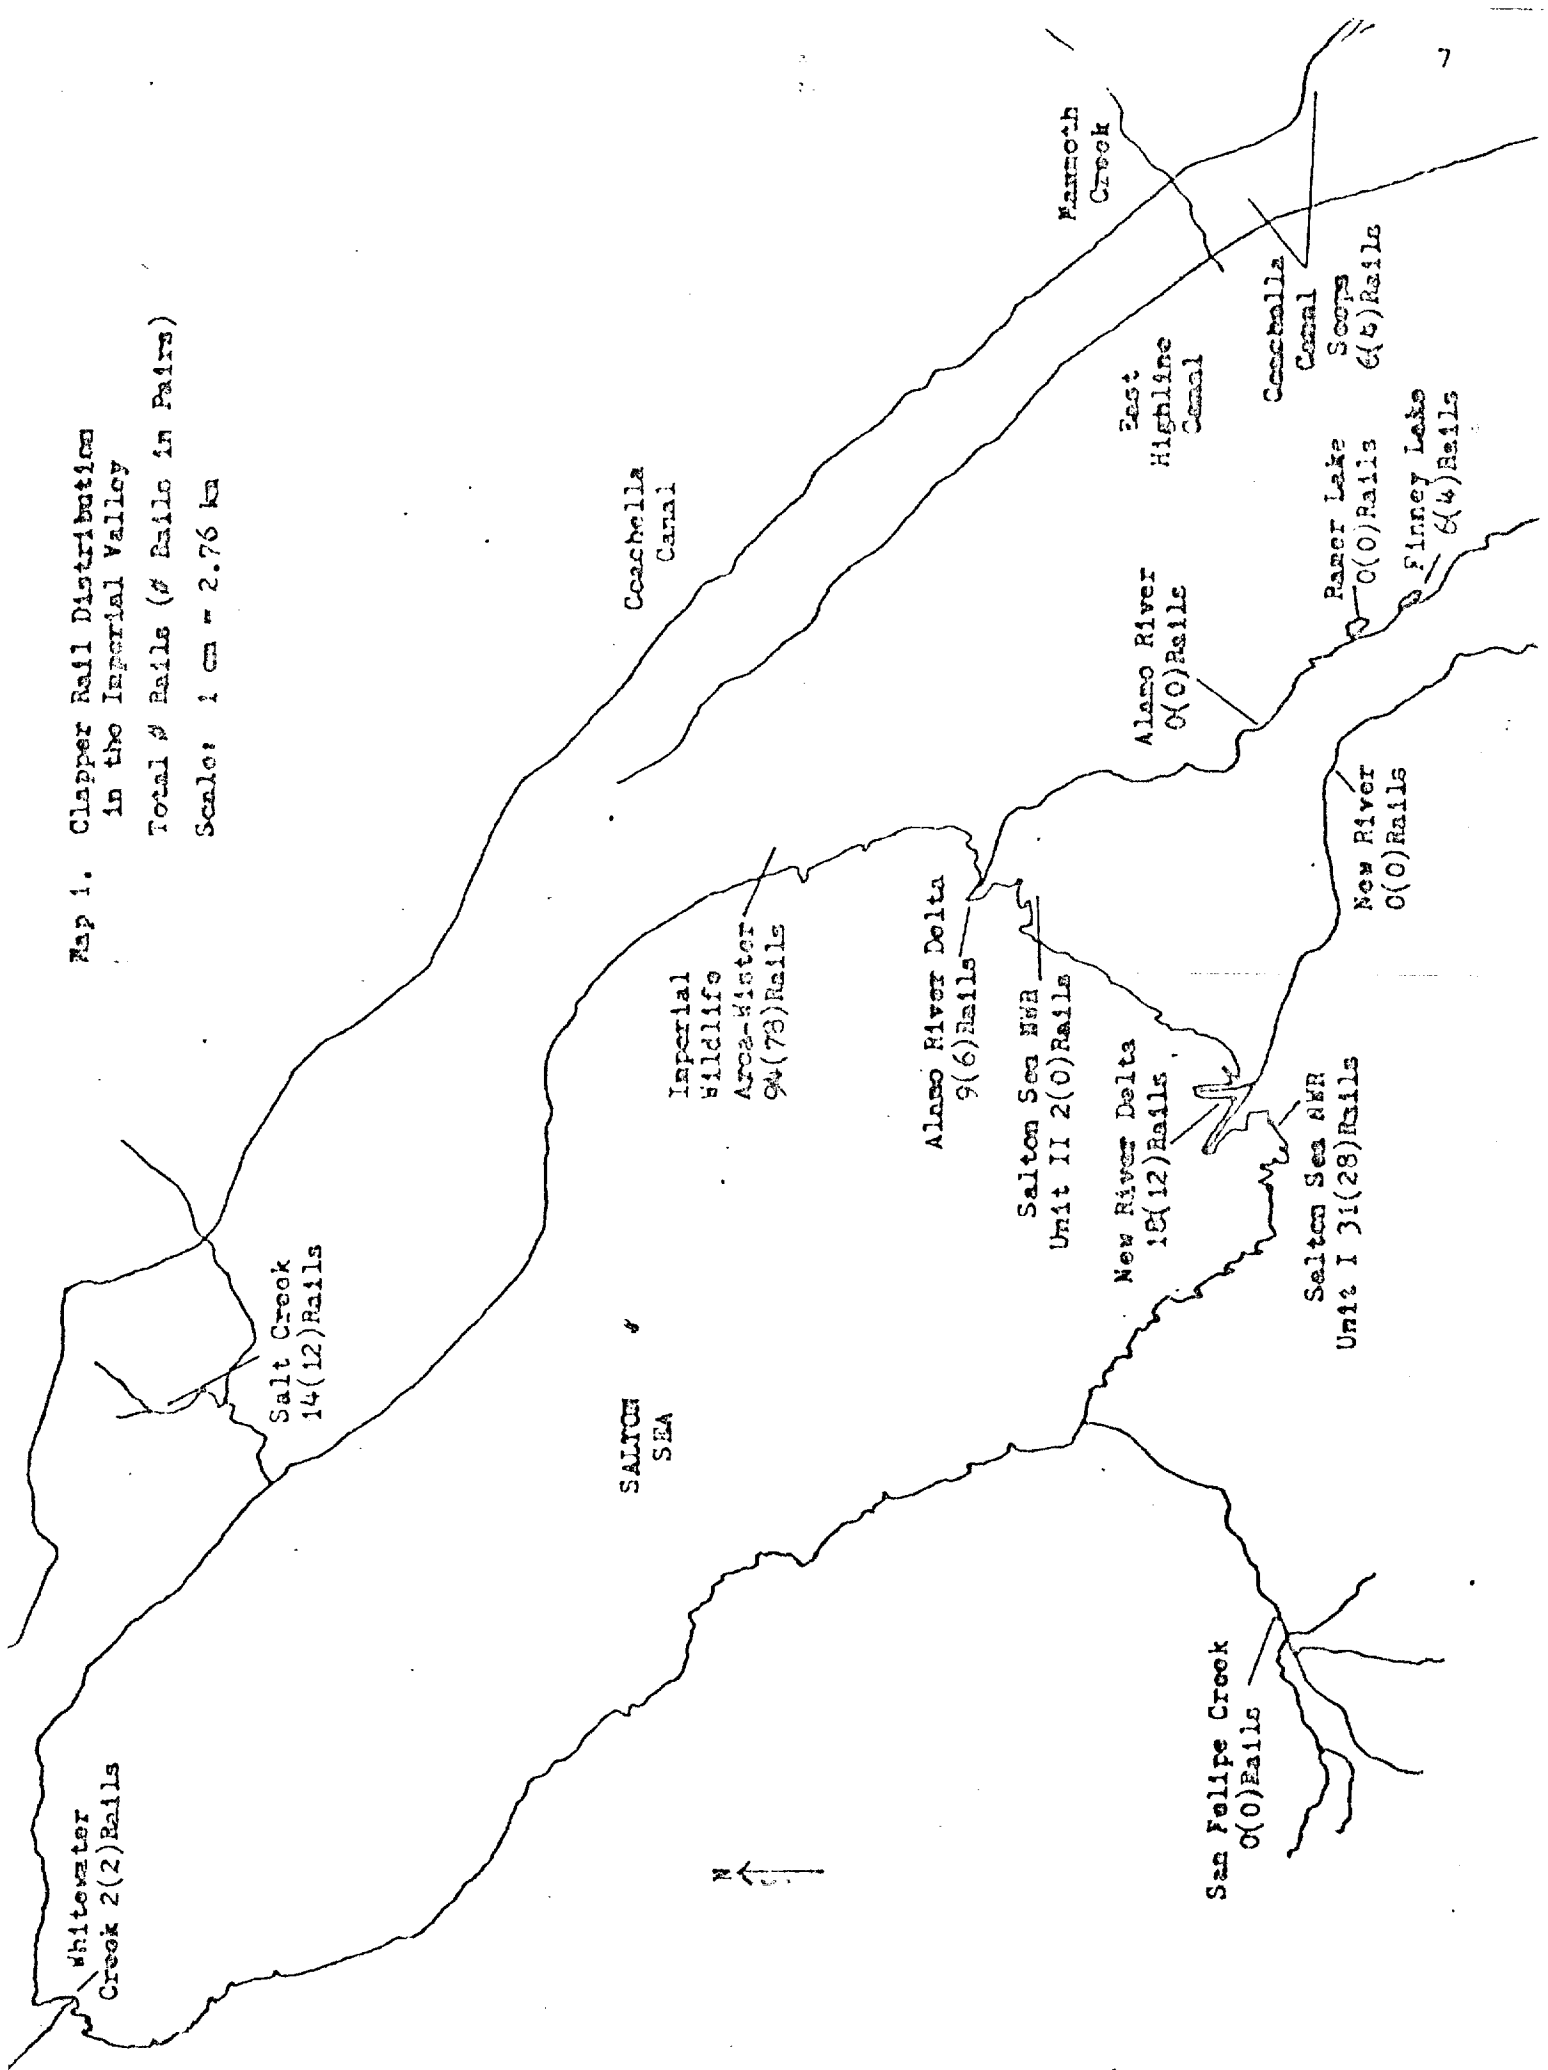 Map 1. Clapper Rail Distribution
in the Imperial Valley
Total # Rails (# Rails in Pairs)
Scale: 1 cm = 2.76 km
Whitewater
Creek 2(2)Rails
Salt Creek
14(12)Rails
Coachella
Canal
Mammoth
Creek
SALTON
SEA
Imperial
Wildlife
Area-Wister
94(78)Rails
East
Highline
Canal
Alamo River Delta
9(6)Rails
Alamo River
0(0)Rails
Coachella
Canal
Seeps
Rails
Salton Sea NWR
Unit II 2(0)Rails
Ramer Lake
0(0)Rails
New River Delta
18(12)Rails
Finney Lake
6(4)Rails
N
San Felipe Creek
0(0)Rails
Salton Sea NWR
Unit I 31(28)Rails
New River
0(0)Rails
7